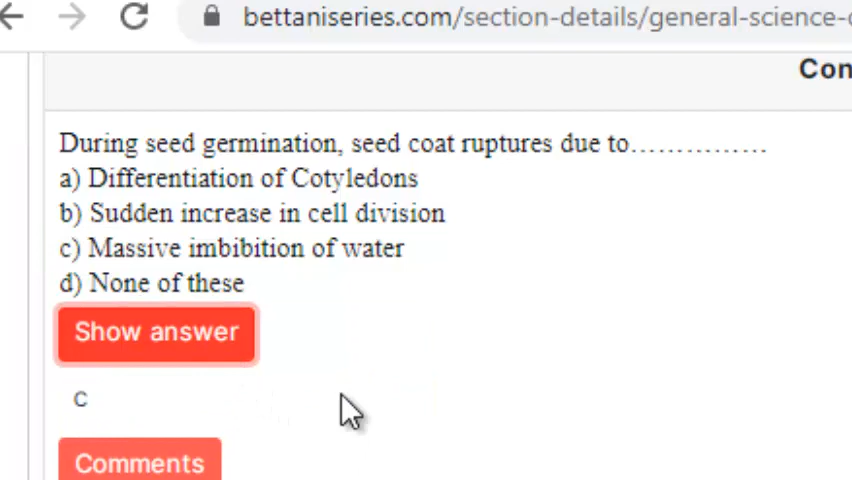 bettaniseries.com/section-details/general-science-
Con
During seed germination, seed coat ruptures due to……………
a) Differentiation of Cotyledons
b) Sudden increase in cell division
c) Massive imbibition of water
d) None of these
Show answer
C
Comments